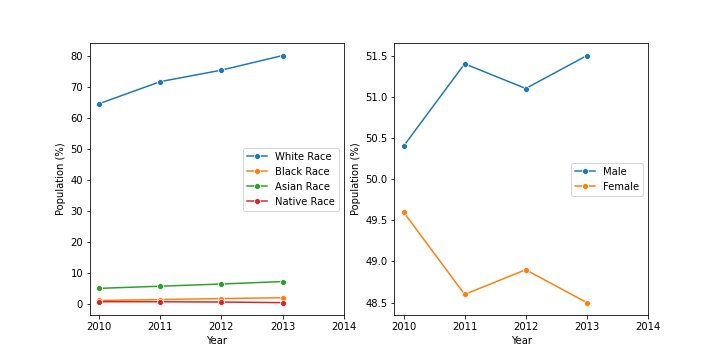 80
70
60
50
40
30
20
10
0
Population (%)
2010 2011 2012 2013 2014
Year
White Race
Black Race
Asian Race
Native Race
51.5
51.0
50.5
50.0
49.5
49.0
48.5
Population (%)
2010 2011 2012 2013 2014
Year
Male
Female